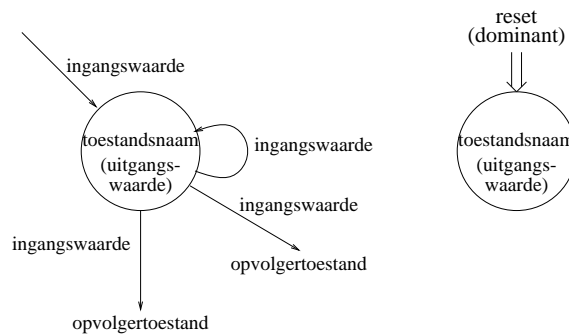 ingangswaarde
toestandsnaam
(uitgangs-
waarde)
ingangswaarde
ingangswaarde
ingangswaarde
opvolgertoestand
opvolgertoestand
reset
(dominant)
toestandsnaam
(uitgangs-
waarde)